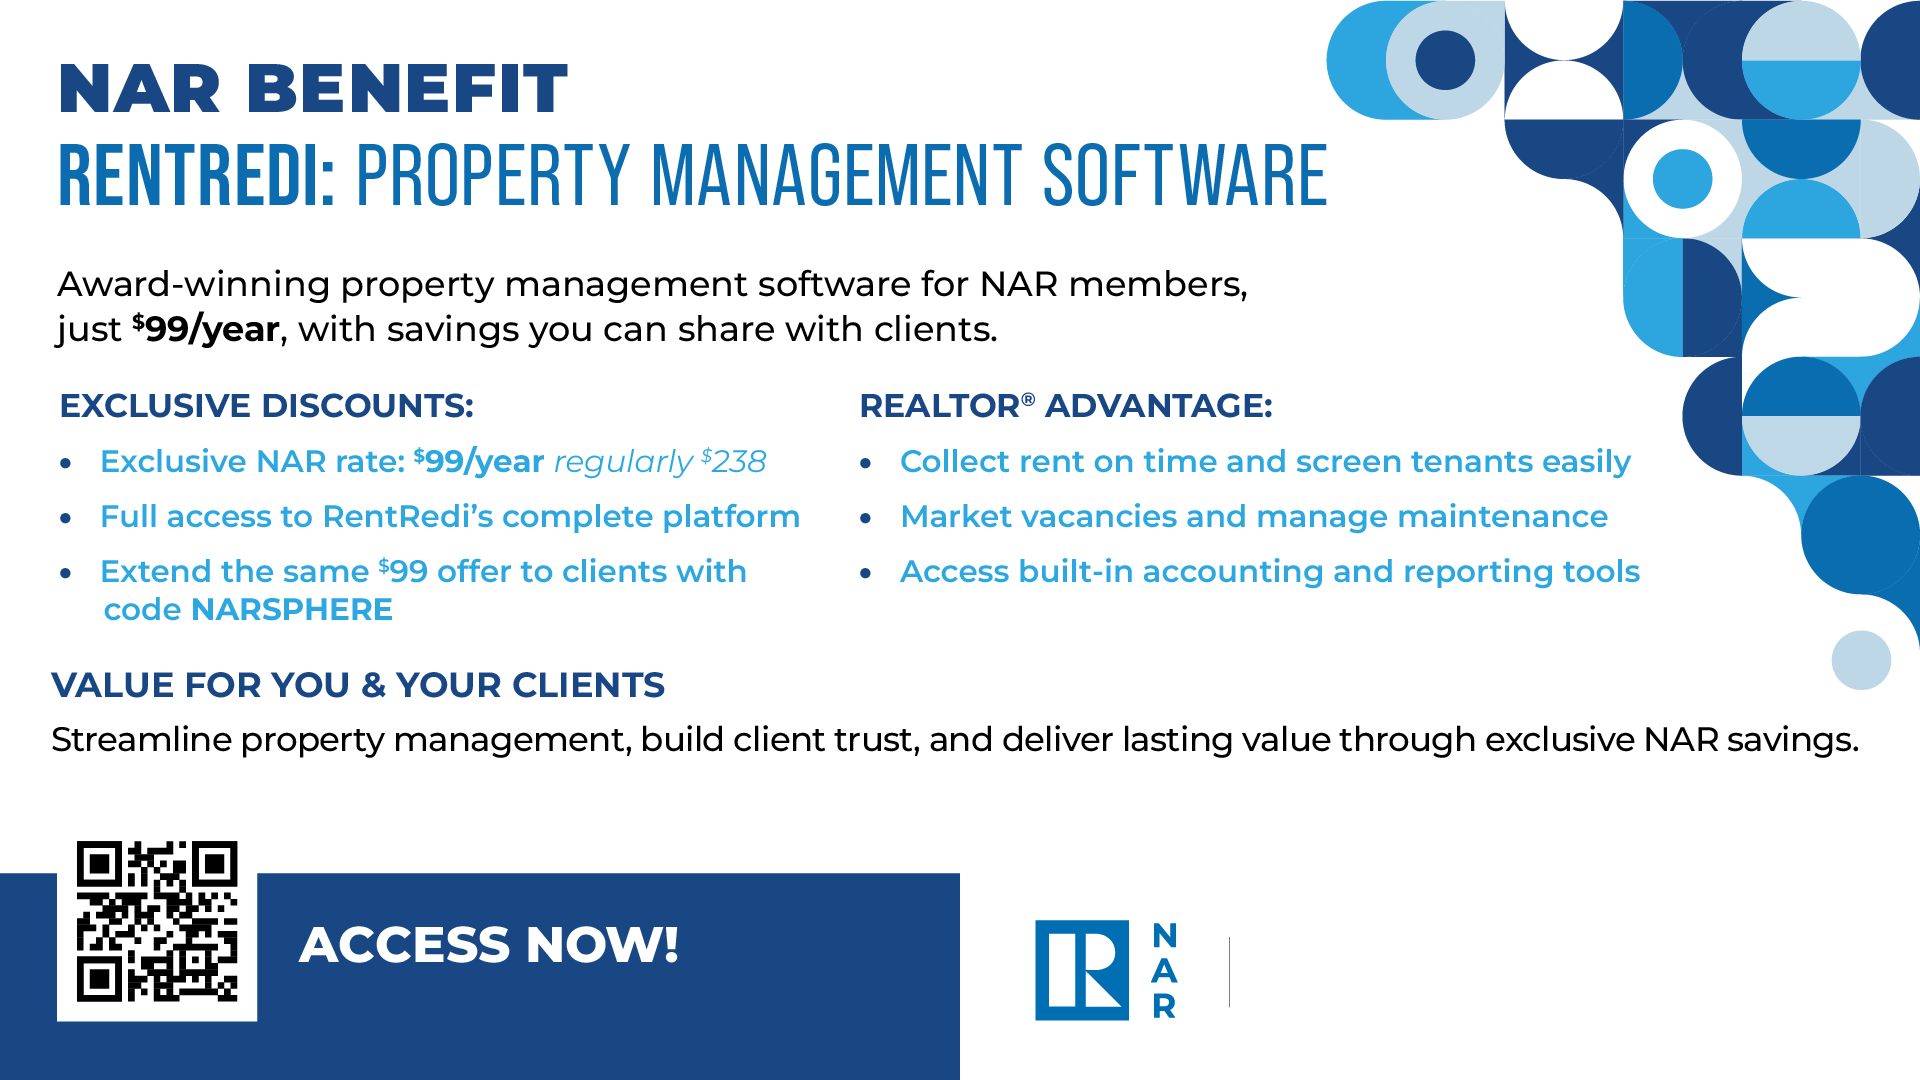 NAR BENEFIT
RENTREDI: PROPERTY MANAGEMENT SOFTWARE
Award-winning property management software for NAR members,
just $99/year, with savings you can share with clients.
EXCLUSIVE DISCOUNTS:
• Exclusive NAR rate: $99/year regularly $238
• Full access to RentRedi’s complete platform
• Extend the same $99 offer to clients with
code NARSPHERE
REALTOR® ADVANTAGE:
• Collect rent on time and screen tenants easily
• Market vacancies and manage maintenance
• Access built-in accounting and reporting tools
VALUE FOR YOU & YOUR CLIENTS
Streamline property management, build client trust, and deliver lasting value through exclusive NAR savings.
ACCESS NOW!
R
N
A
R